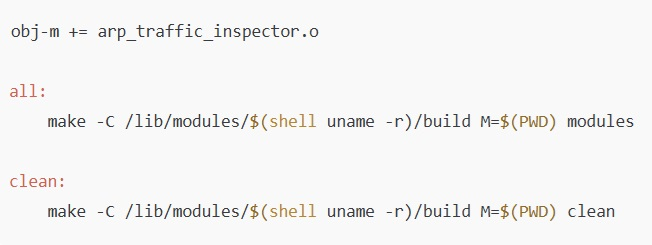 obj-m += arp_traffic_inspector.o
all:
    make -C /lib/modules/$(shell uname -r)/build M=$(PWD) modules
clean:
    make -C /lib/modules/$(shell uname -r)/build M=$(PWD) clean